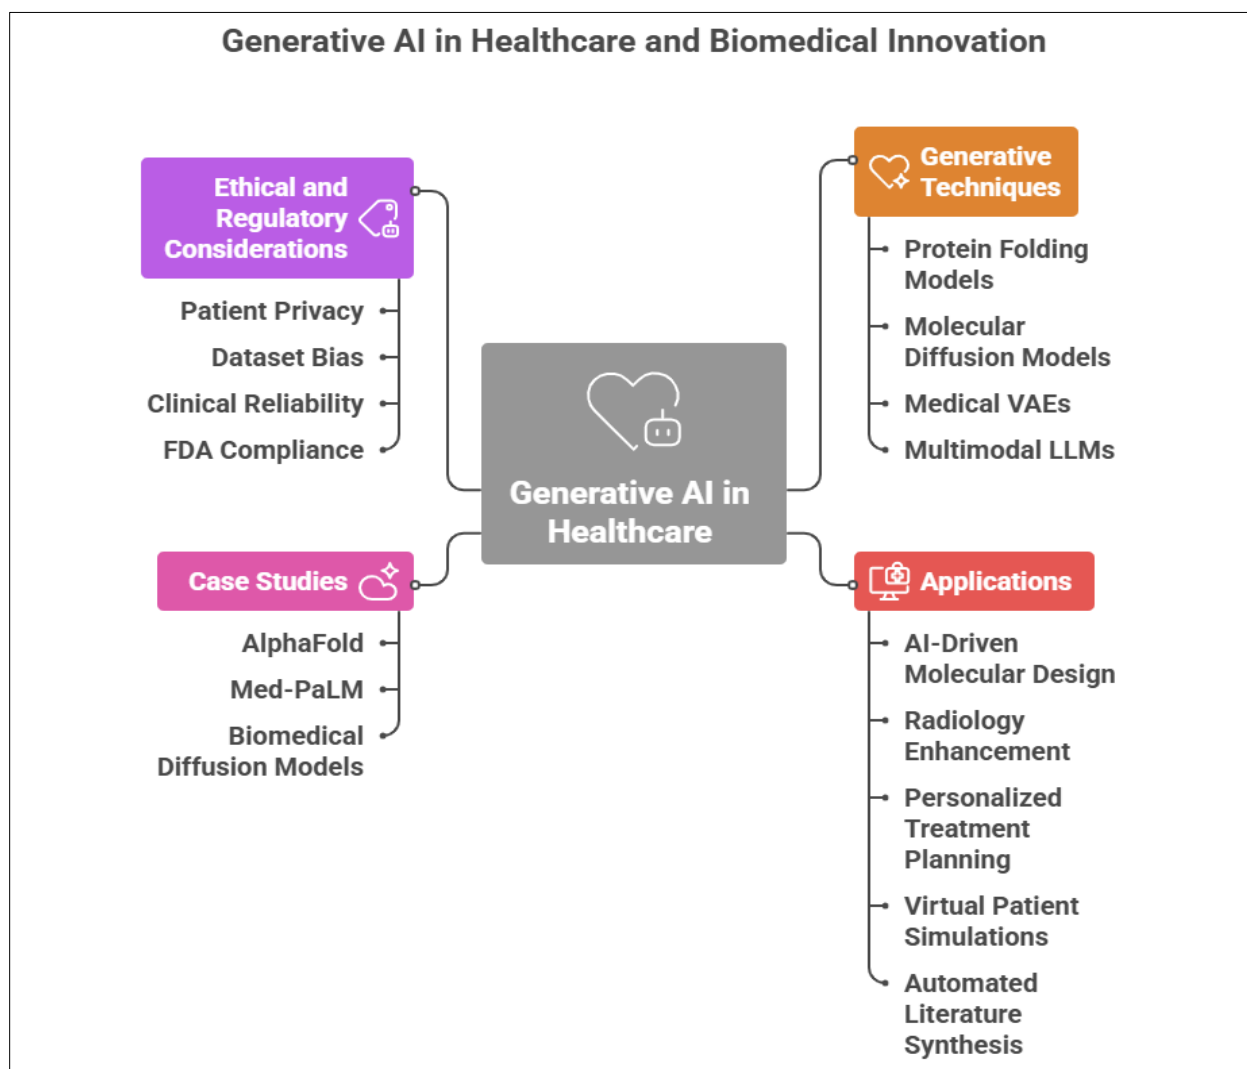 Generative AI in Healthcare and Biomedical Innovation
Ethical and
Regulatory
Considerations
Patient Privacy
Dataset Bias
Clinical Reliability
FDA Compliance
Case Studies
AlphaFold
Med-PaLM
Biomedical
Diffusion Models
Generative AI in
Healthcare
Generative
Techniques
Protein Folding
Models
Molecular
Diffusion Models
Medical VAEs
Multimodal LLMs
Applications
AI-Driven
Molecular Design
Radiology
Enhancement
Personalized
Treatment
Planning
Virtual Patient
Simulations
Automated
Literature
Synthesis